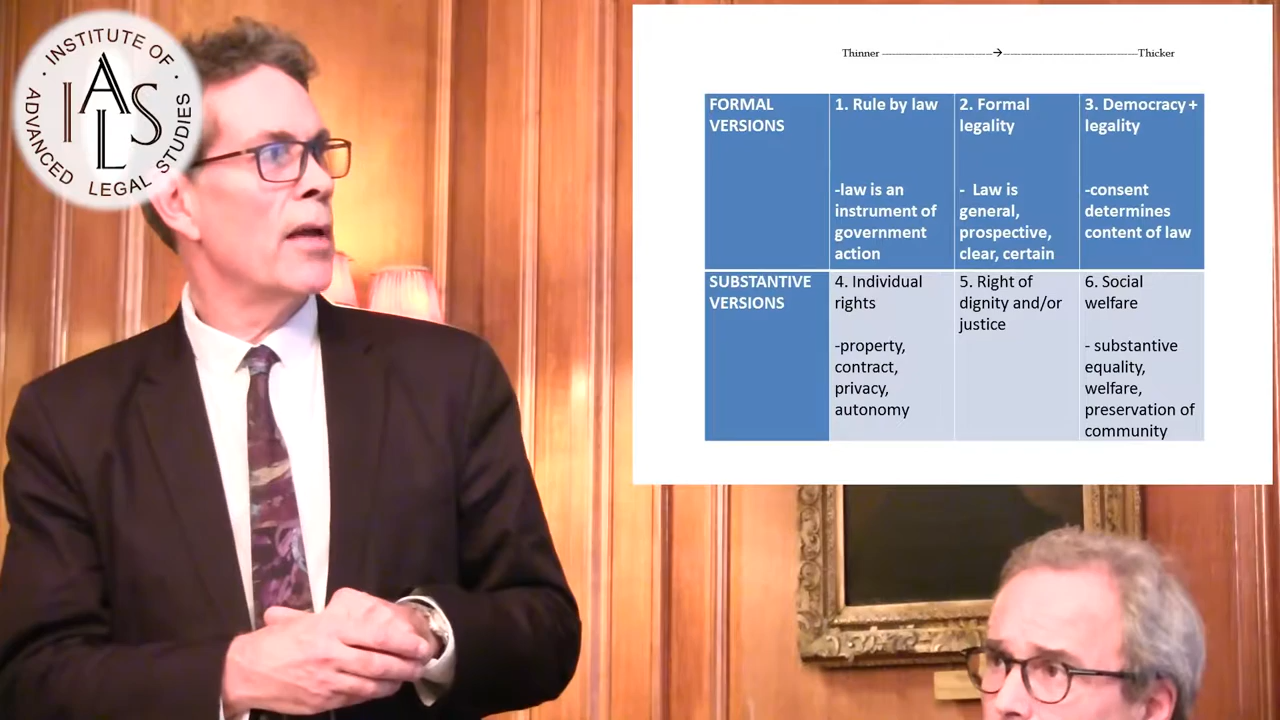 INSTITUTE OF
ADVANCED LEGAL STUDIES
IALS
Thinner ----------------------------→----------------------------------Thicker
FORMAL
VERSIONS
1. Rule by law
-law is an
instrument of
government
action
2. Formal
legality
- Law is
general,
prospective,
clear, certain
3. Democracy +
legality
-consent
determines
content of law
SUBSTANTIVE
VERSIONS
4. Individual
rights
-property,
contract,
privacy,
autonomy
5. Right of
dignity and/or
justice
6. Social
welfare
- substantive
equality,
welfare,
preservation of
community